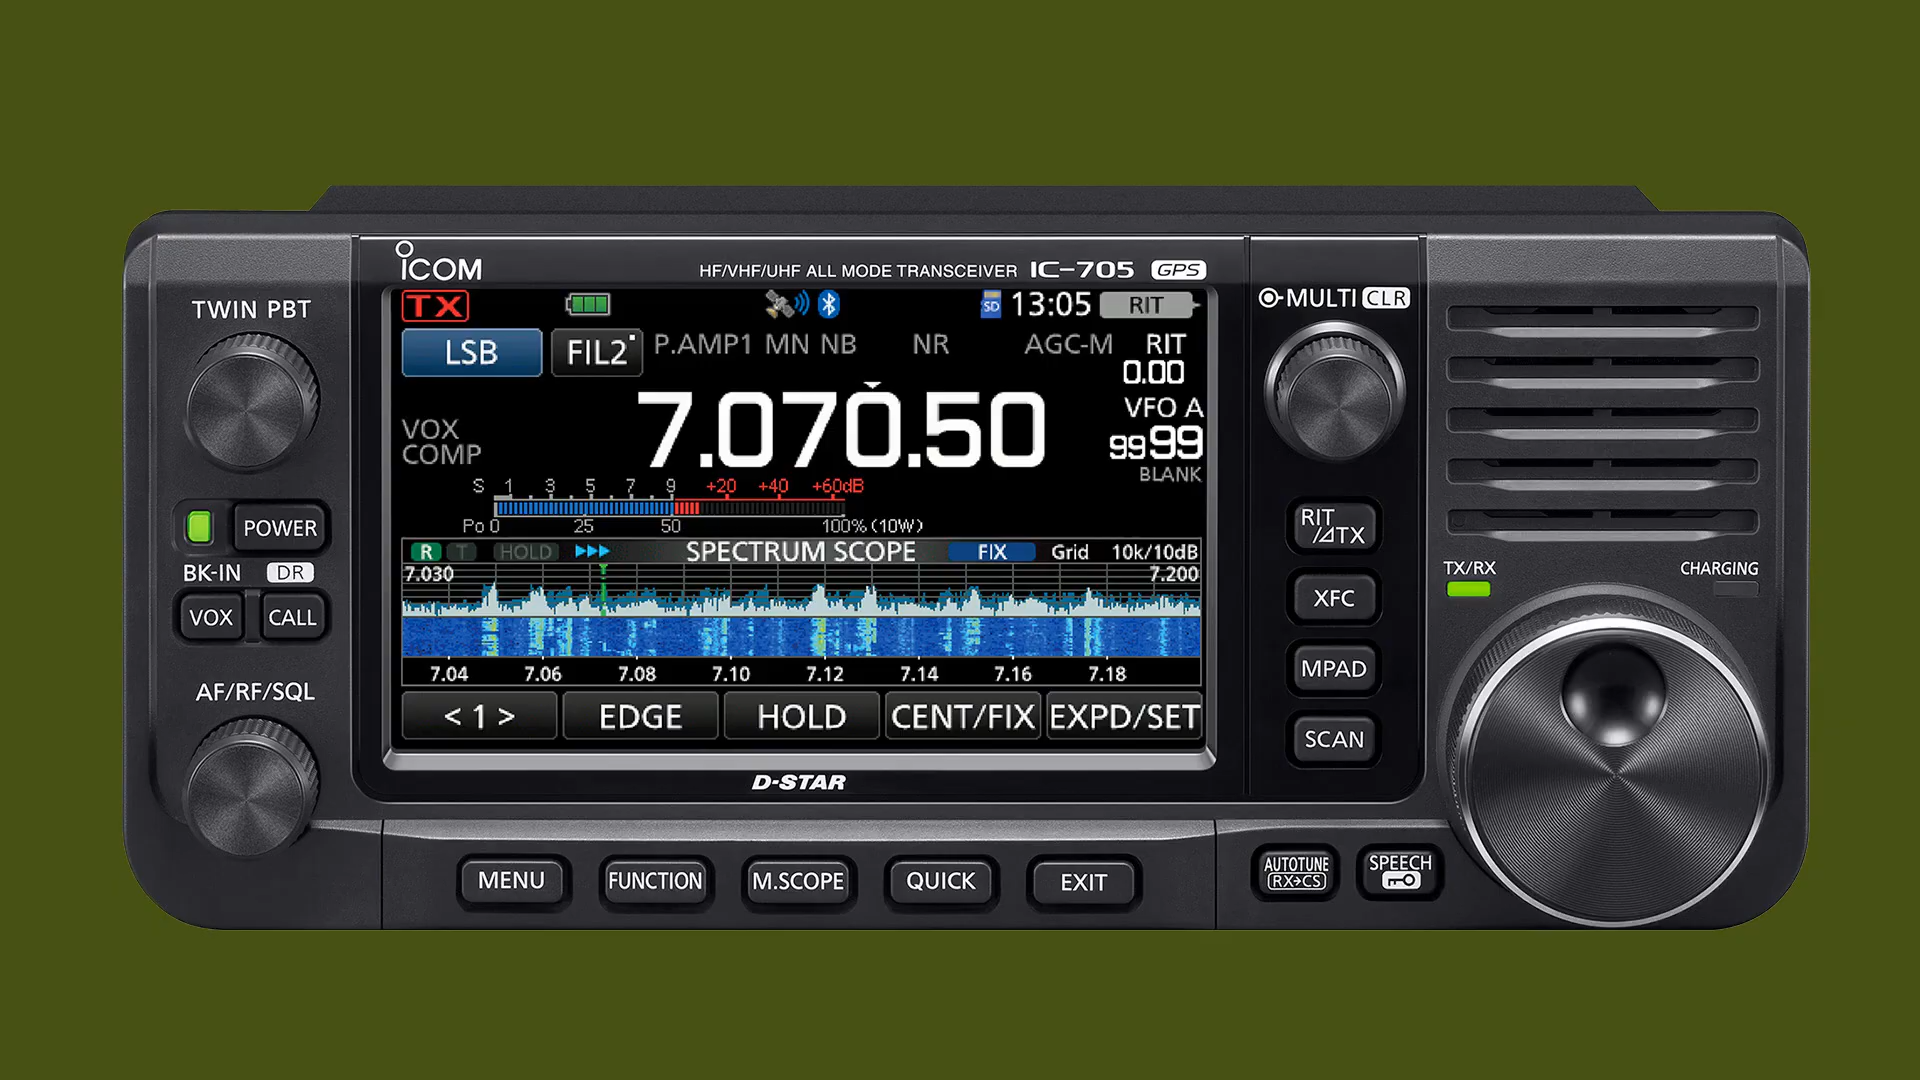 ICOM
HF/VHF/UHF ALL MODE TRANSCEIVER IC-705 GPS
TWIN PBT
TX
SD 13:05 RIT
MULTI CLR
LSB FIL2 P.AMP1 MN NB NR AGC-M RIT
0.00
7.070.50
VFO A
VOX
COMP
99 99
BLANK
S 1 3 5 7 9 +20 +40 +60dB
Po 0 25 50 100% (10W)
POWER
BK-IN DR
VOX CALL
AF/RF/SQL
R T HOLD SPECTRUM SCOPE FIX Grid 10k/10dB
7.030 7.200
7.04 7.06 7.08 7.10 7.12 7.14 7.16 7.18
< 1 > EDGE HOLD CENT/FIX EXPD/SET
D-STAR
RIT
/⊿TX
XFC
MPAD
SCAN
TX/RX CHARGING
MENU FUNCTION M.SCOPE QUICK EXIT
AUTOTUNE
RX→CS
SPEECH